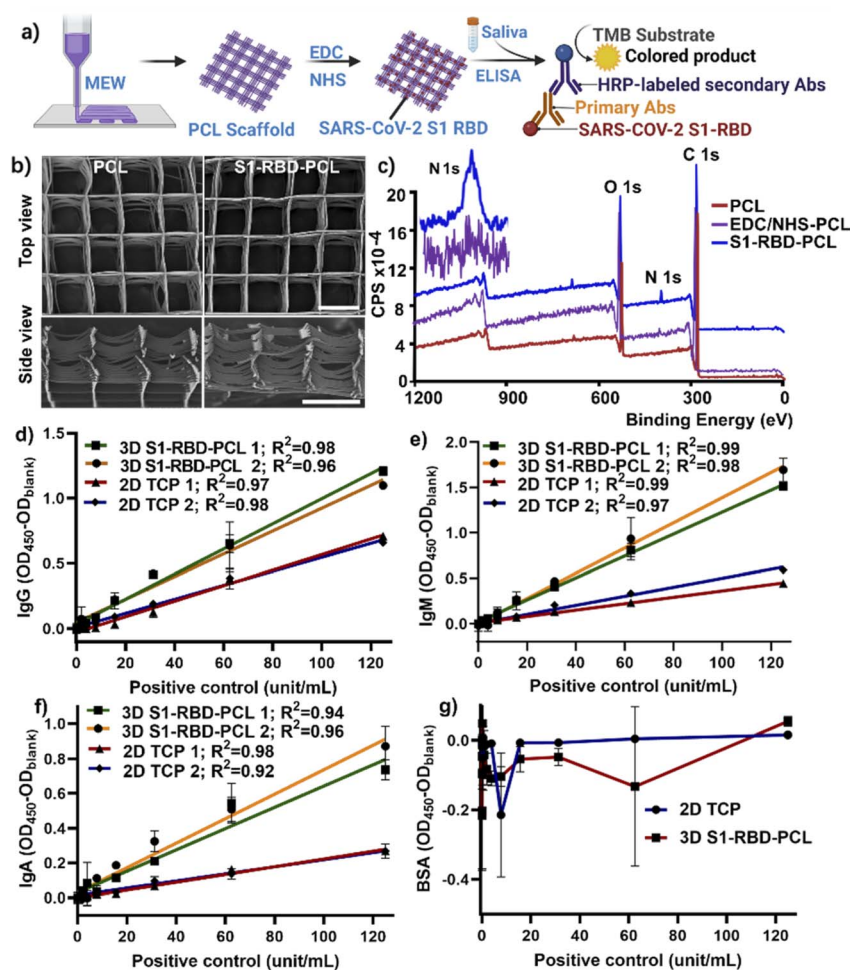 a)
MEW
PCL Scaffold
EDC
NHS
SARS-CoV-2 S1 RBD
Saliva
ELISA
TMB Substrate
Colored product
HRP-labeled secondary Abs
Primary Abs
SARS-COV-2 S1-RBD
b)
PCL
S1-RBD-PCL
Top view
Side view
c)
N 1s
O 1s
C 1s
N 1s
PCL
EDC/NHS-PCL
S1-RBD-PCL
CPS x10-4
20
16
12
8
4
0
1200 900 600 300 0
Binding Energy (eV)
d)
3D S1-RBD-PCL 1; R²=0.98
3D S1-RBD-PCL 2; R²=0.96
2D TCP 1; R²=0.97
2D TCP 2; R²=0.98
IgG (OD450-ODblank)
1.5
1.0
0.5
0.0
0 20 40 60 80 100 120
Positive control (unit/mL)
e)
3D S1-RBD-PCL 1; R²=0.99
3D S1-RBD-PCL 2; R²=0.98
2D TCP 1; R²=0.99
2D TCP 2; R²=0.97
IgM (OD450-ODblank)
2.0
1.5
1.0
0.5
0.0
0 20 40 60 80 100 120
Positive control (unit/mL)
f)
3D S1-RBD-PCL 1; R²=0.94
3D S1-RBD-PCL 2; R²=0.96
2D TCP 1; R²=0.98
2D TCP 2; R²=0.92
IgA (OD450-ODblank)
1.0
0.8
0.6
0.4
0.2
0.0
0 20 40 60 80 100 120
Positive control (unit/mL)
g)
2D TCP
3D S1-RBD-PCL
BSA (OD450-ODblank)
0.0
-0.2
-0.4
0 20 40 60 80 100 120
Positive control (unit/mL)